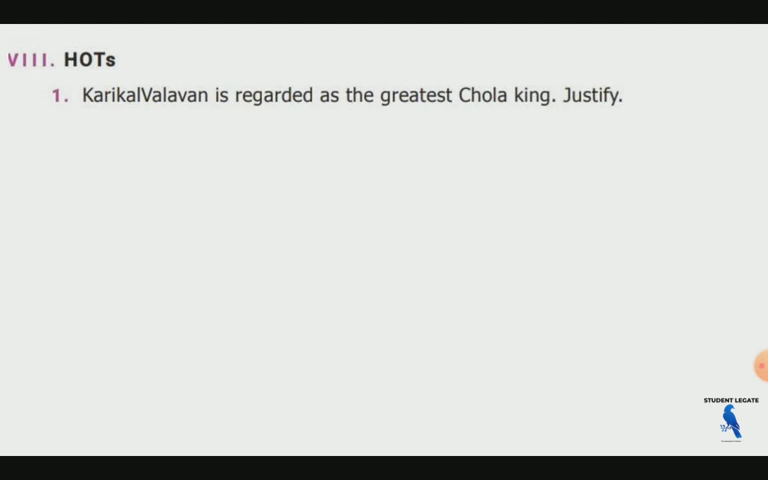 VIII. HOTs
1. KarikalValavan is regarded as the greatest Chola king. Justify.
STUDENT LEGATE